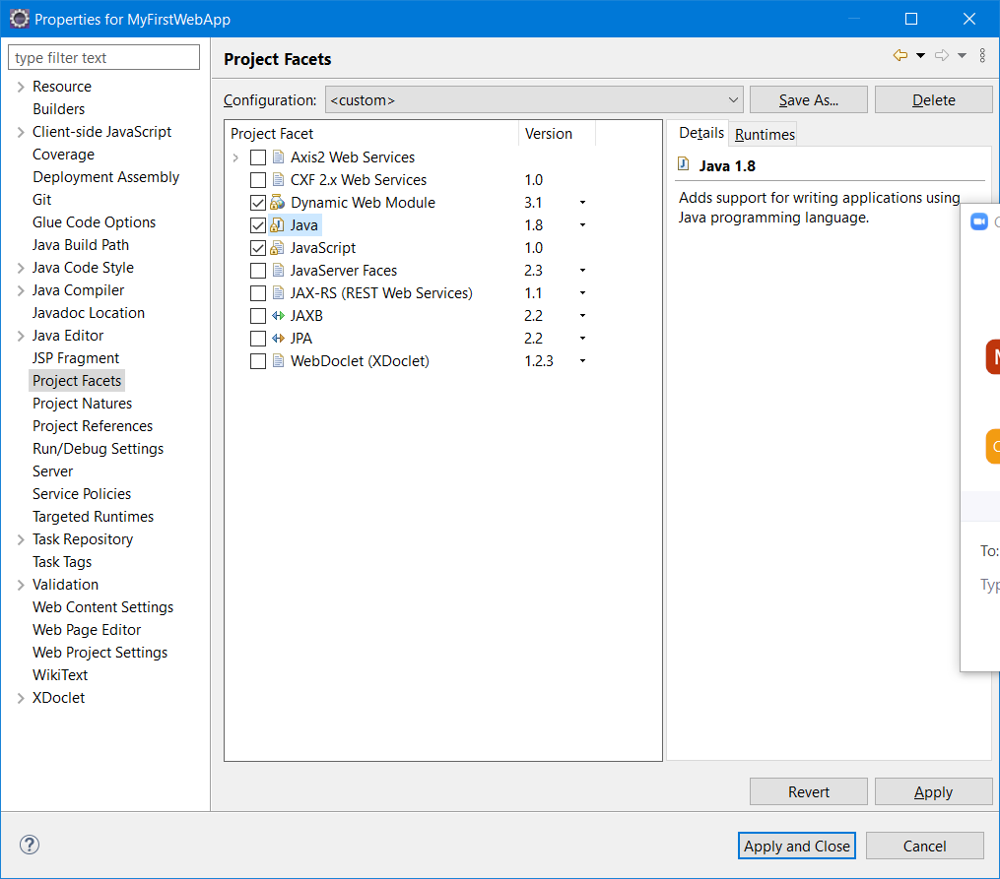 Properties for MyFirstWebApp
type filter text
Resource
Builders
Client-side JavaScript
Coverage
Deployment Assembly
Git
Glue Code Options
Java Build Path
Java Code Style
Java Compiler
Javadoc Location
Java Editor
JSP Fragment
Project Facets
Project Natures
Project References
Run/Debug Settings
Server
Service Policies
Targeted Runtimes
Task Repository
Task Tags
Validation
Web Content Settings
Web Page Editor
Web Project Settings
WikiText
XDoclet
Project Facets
Configuration: <custom> Save As... Delete
Project Facet Version
Axis2 Web Services
CXF 2.x Web Services 1.0
Dynamic Web Module 3.1
Java 1.8
JavaScript 1.0
JavaServer Faces 2.3
JAX-RS (REST Web Services) 1.1
JAXB 2.2
JPA 2.2
WebDoclet (XDoclet) 1.2.3
Details Runtimes
Java 1.8
Adds support for writing applications using
Java programming language.
To:
Revert Apply
Apply and Close Cancel